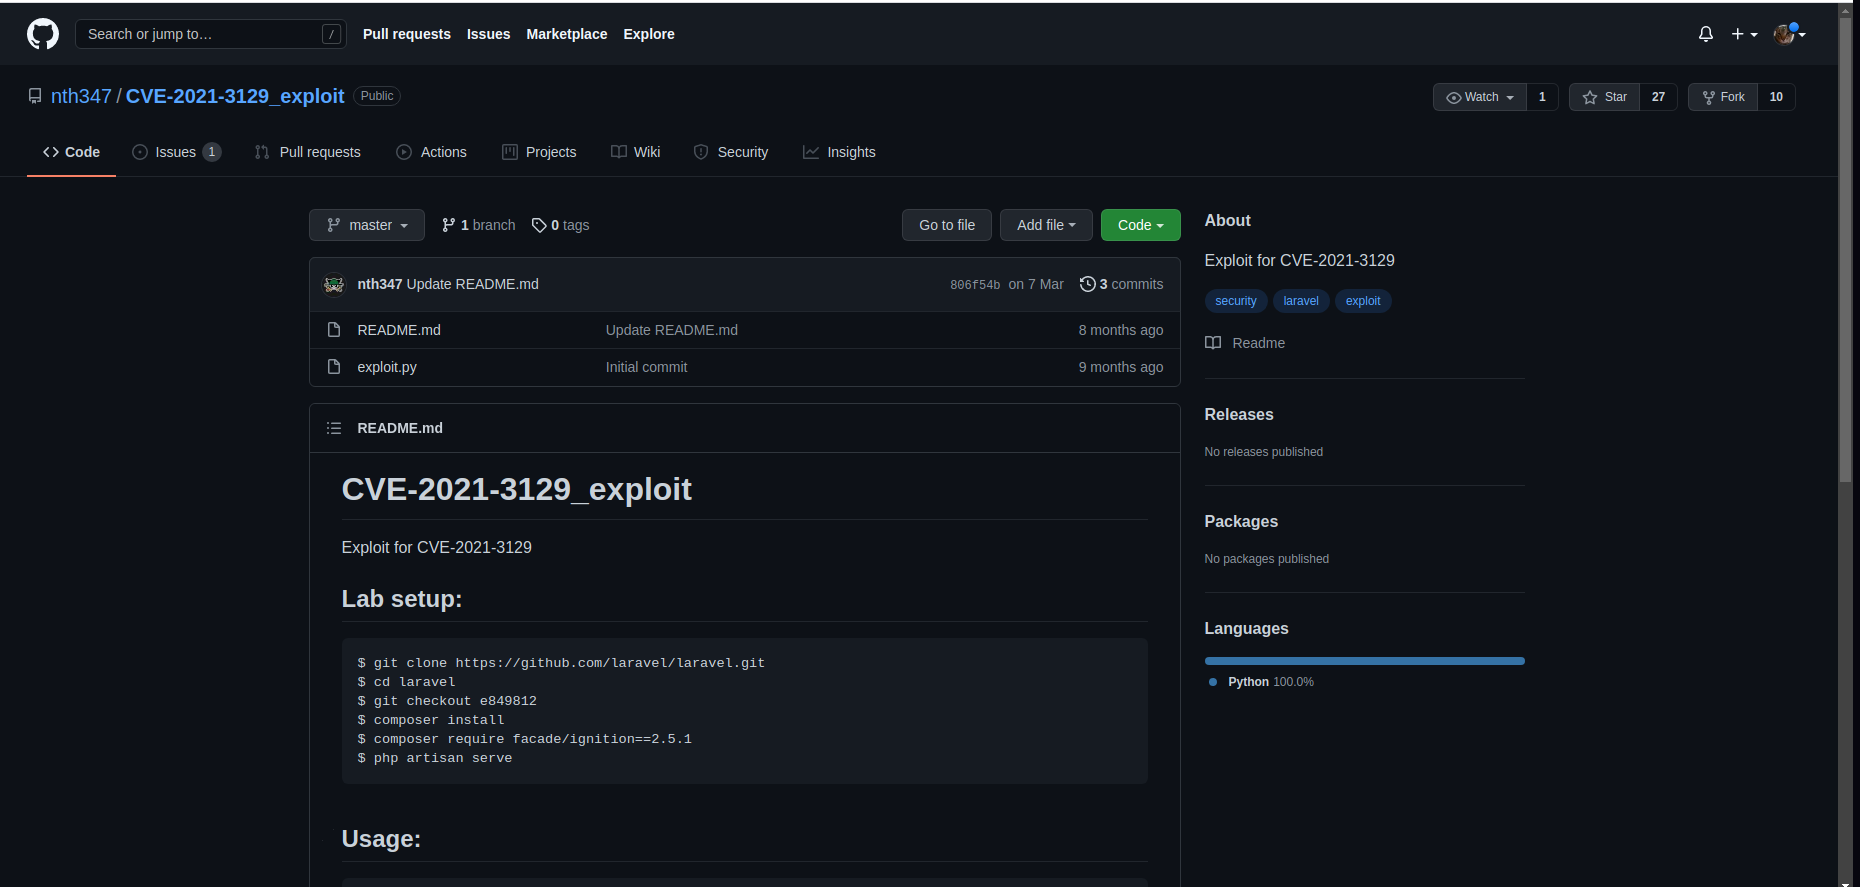 Search or jump to… /
Pull requests Issues Marketplace Explore
nth347 / CVE-2021-3129_exploit Public
Watch 1 Star 27 Fork 10
Code Issues 1 Pull requests Actions Projects Wiki Security Insights
master 1 branch 0 tags Go to file Add file Code
nth347 Update README.md 806f54b on 7 Mar 3 commits
README.md Update README.md 8 months ago
exploit.py Initial commit 9 months ago
README.md
CVE-2021-3129_exploit
Exploit for CVE-2021-3129
Lab setup:
$ git clone https://github.com/laravel/laravel.git
$ cd laravel
$ git checkout e849812
$ composer install
$ composer require facade/ignition==2.5.1
$ php artisan serve
Usage:
About
Exploit for CVE-2021-3129
security laravel exploit
Readme
Releases
No releases published
Packages
No packages published
Languages
Python 100.0%